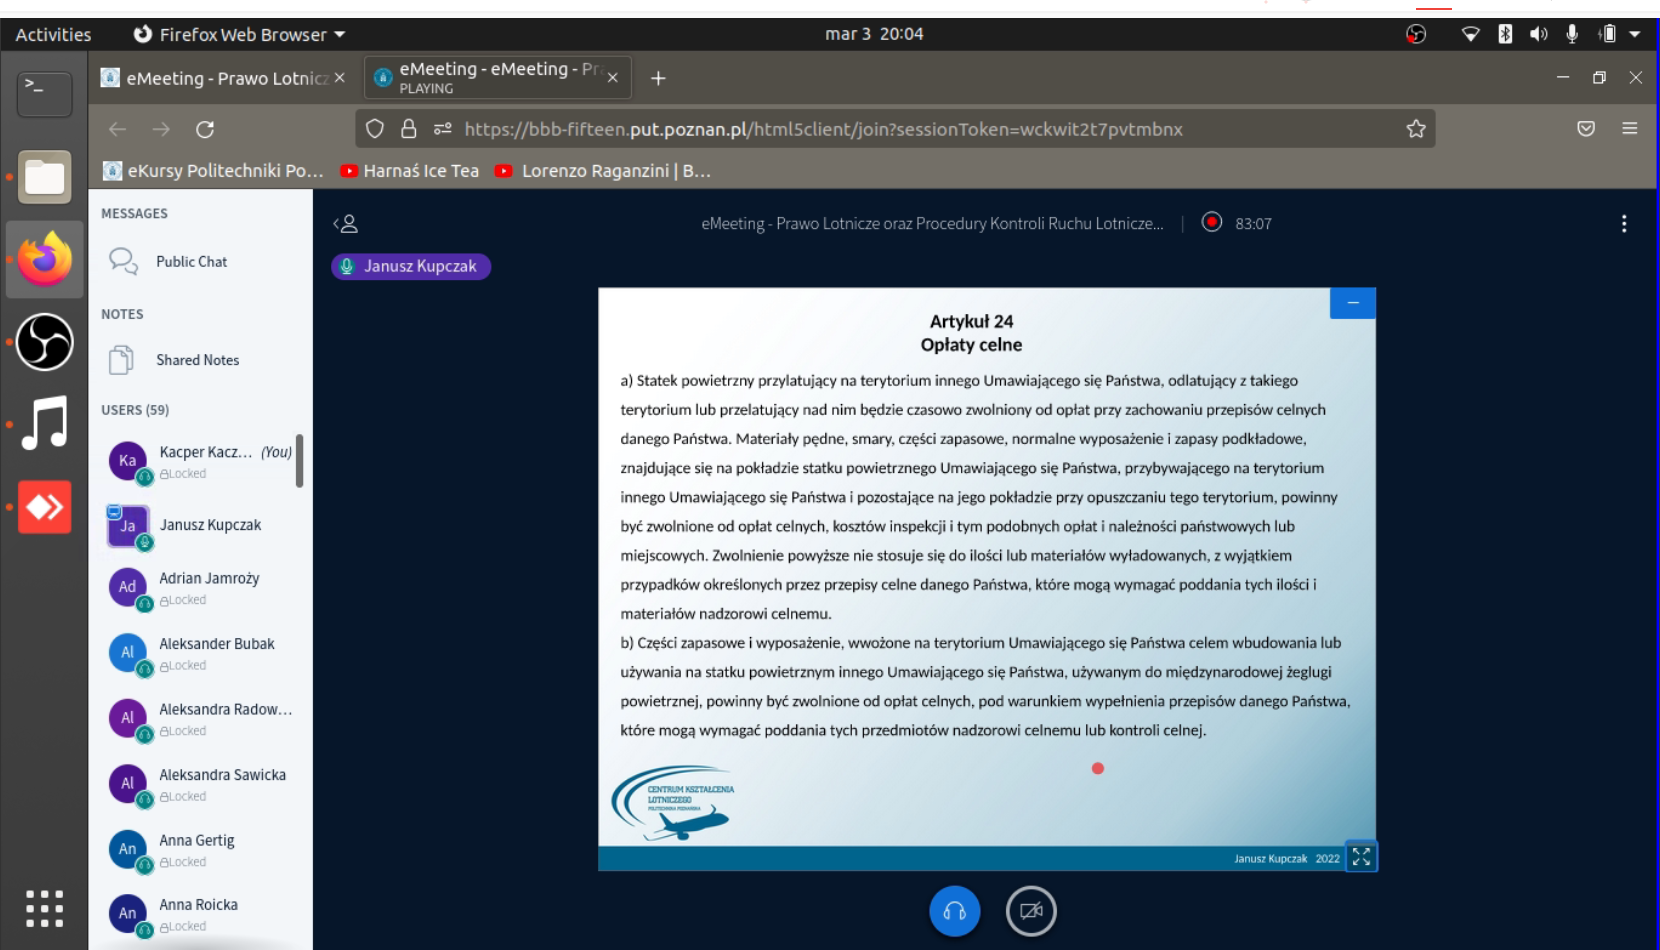 Activities
Firefox Web Browser
mar 3 20:04
eMeeting - Prawo Lotnicz
eMeeting - eMeeting - Pra
PLAYING
https://bbb-fifteen.put.poznan.pl/html5client/join?sessionToken=wckwit2t7pvtmbnx
eKursy Politechniki Po...
Harnaś Ice Tea
Lorenzo Raganzini | B...
MESSAGES
Public Chat
NOTES
Shared Notes
USERS (59)
Ka
Kacper Kacz... (You)
Locked
Ja
Janusz Kupczak
Ad
Adrian Jamroży
Locked
Al
Aleksander Bubak
Locked
Al
Aleksandra Radow...
Locked
Al
Aleksandra Sawicka
Locked
An
Anna Gertig
Locked
An
Anna Roicka
Locked
eMeeting - Prawo Lotnicze oraz Procedury Kontroli Ruchu Lotnicze...
83:07
Janusz Kupczak
Artykuł 24
Opłaty celne
a) Statek powietrzny przylatujący na terytorium innego Umawiającego się Państwa, odlatujący z takiego
terytorium lub przelatujący nad nim będzie czasowo zwolniony od opłat przy zachowaniu przepisów celnych
danego Państwa. Materiały pędne, smary, części zapasowe, normalne wyposażenie i zapasy podkładowe,
znajdujące się na pokładzie statku powietrznego Umawiającego się Państwa, przybywającego na terytorium
innego Umawiającego się Państwa i pozostające na jego pokładzie przy opuszczaniu tego terytorium, powinny
być zwolnione od opłat celnych, kosztów inspekcji i tym podobnych opłat i należności państwowych lub
miejscowych. Zwolnienie powyższe nie stosuje się do ilości lub materiałów wyładowanych, z wyjątkiem
przypadków określonych przez przepisy celne danego Państwa, które mogą wymagać poddania tych ilości i
materiałów nadzorowi celnemu.
b) Części zapasowe i wyposażenie, wwożone na terytorium Umawiającego się Państwa celem wbudowania lub
używania na statku powietrznym innego Umawiającego się Państwa, używanym do międzynarodowej żeglugi
powietrznej, powinny być zwolnione od opłat celnych, pod warunkiem wypełnienia przepisów danego Państwa,
które mogą wymagać poddania tych przedmiotów nadzorowi celnemu lub kontroli celnej.
CENTRUM KSZTAŁCENIA
LOTNICZEGO
POLITECHNIKA POZNAŃSKA
Janusz Kupczak 2022